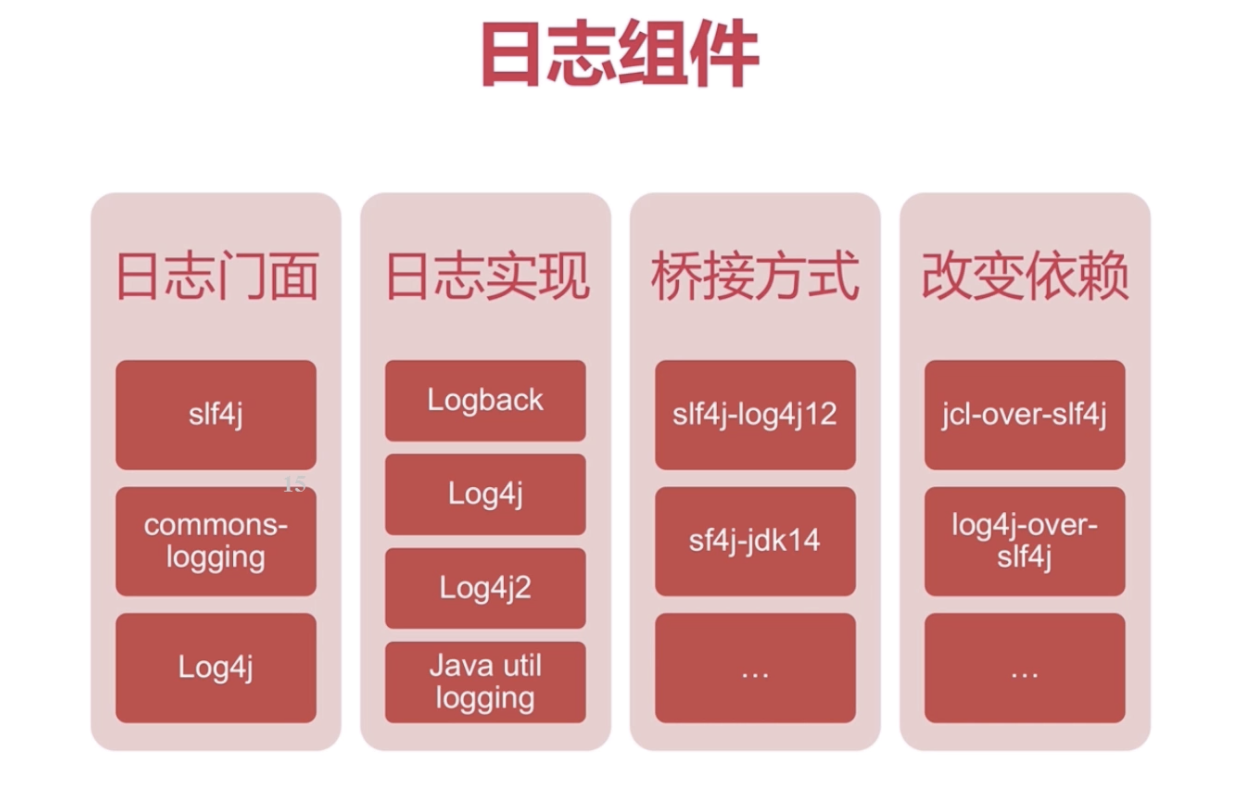 日志组件
日志门面
slf4j
15
commons-
logging
Log4j
日志实现
Logback
Log4j
Log4j2
Java util
logging
桥接方式
slf4j-log4j12
sf4j-jdk14
...
改变依赖
jcl-over-slf4j
log4j-over-
slf4j
...